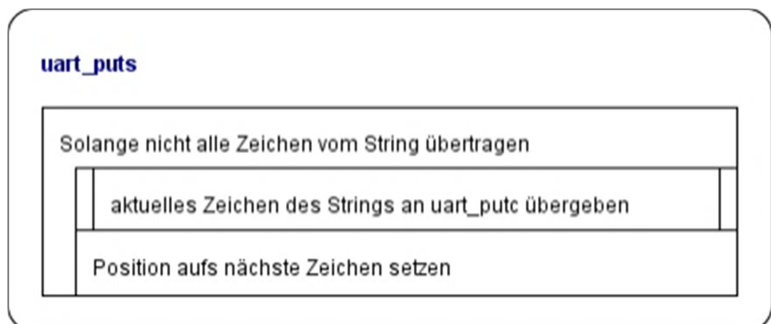 uart_puts
Solange nicht alle Zeichen vom String übertragen
aktuelles Zeichen des Strings an uart_putc übergeben
Position aufs nächste Zeichen setzen